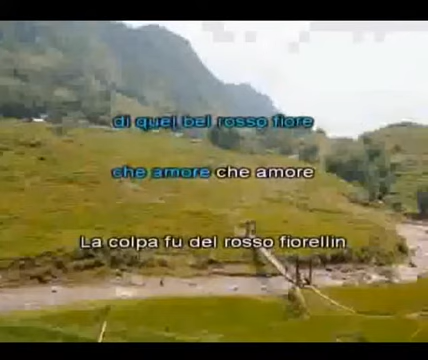 di quel bel rosso fiore
che amore che amore
La colpa fu del rosso fiorellin